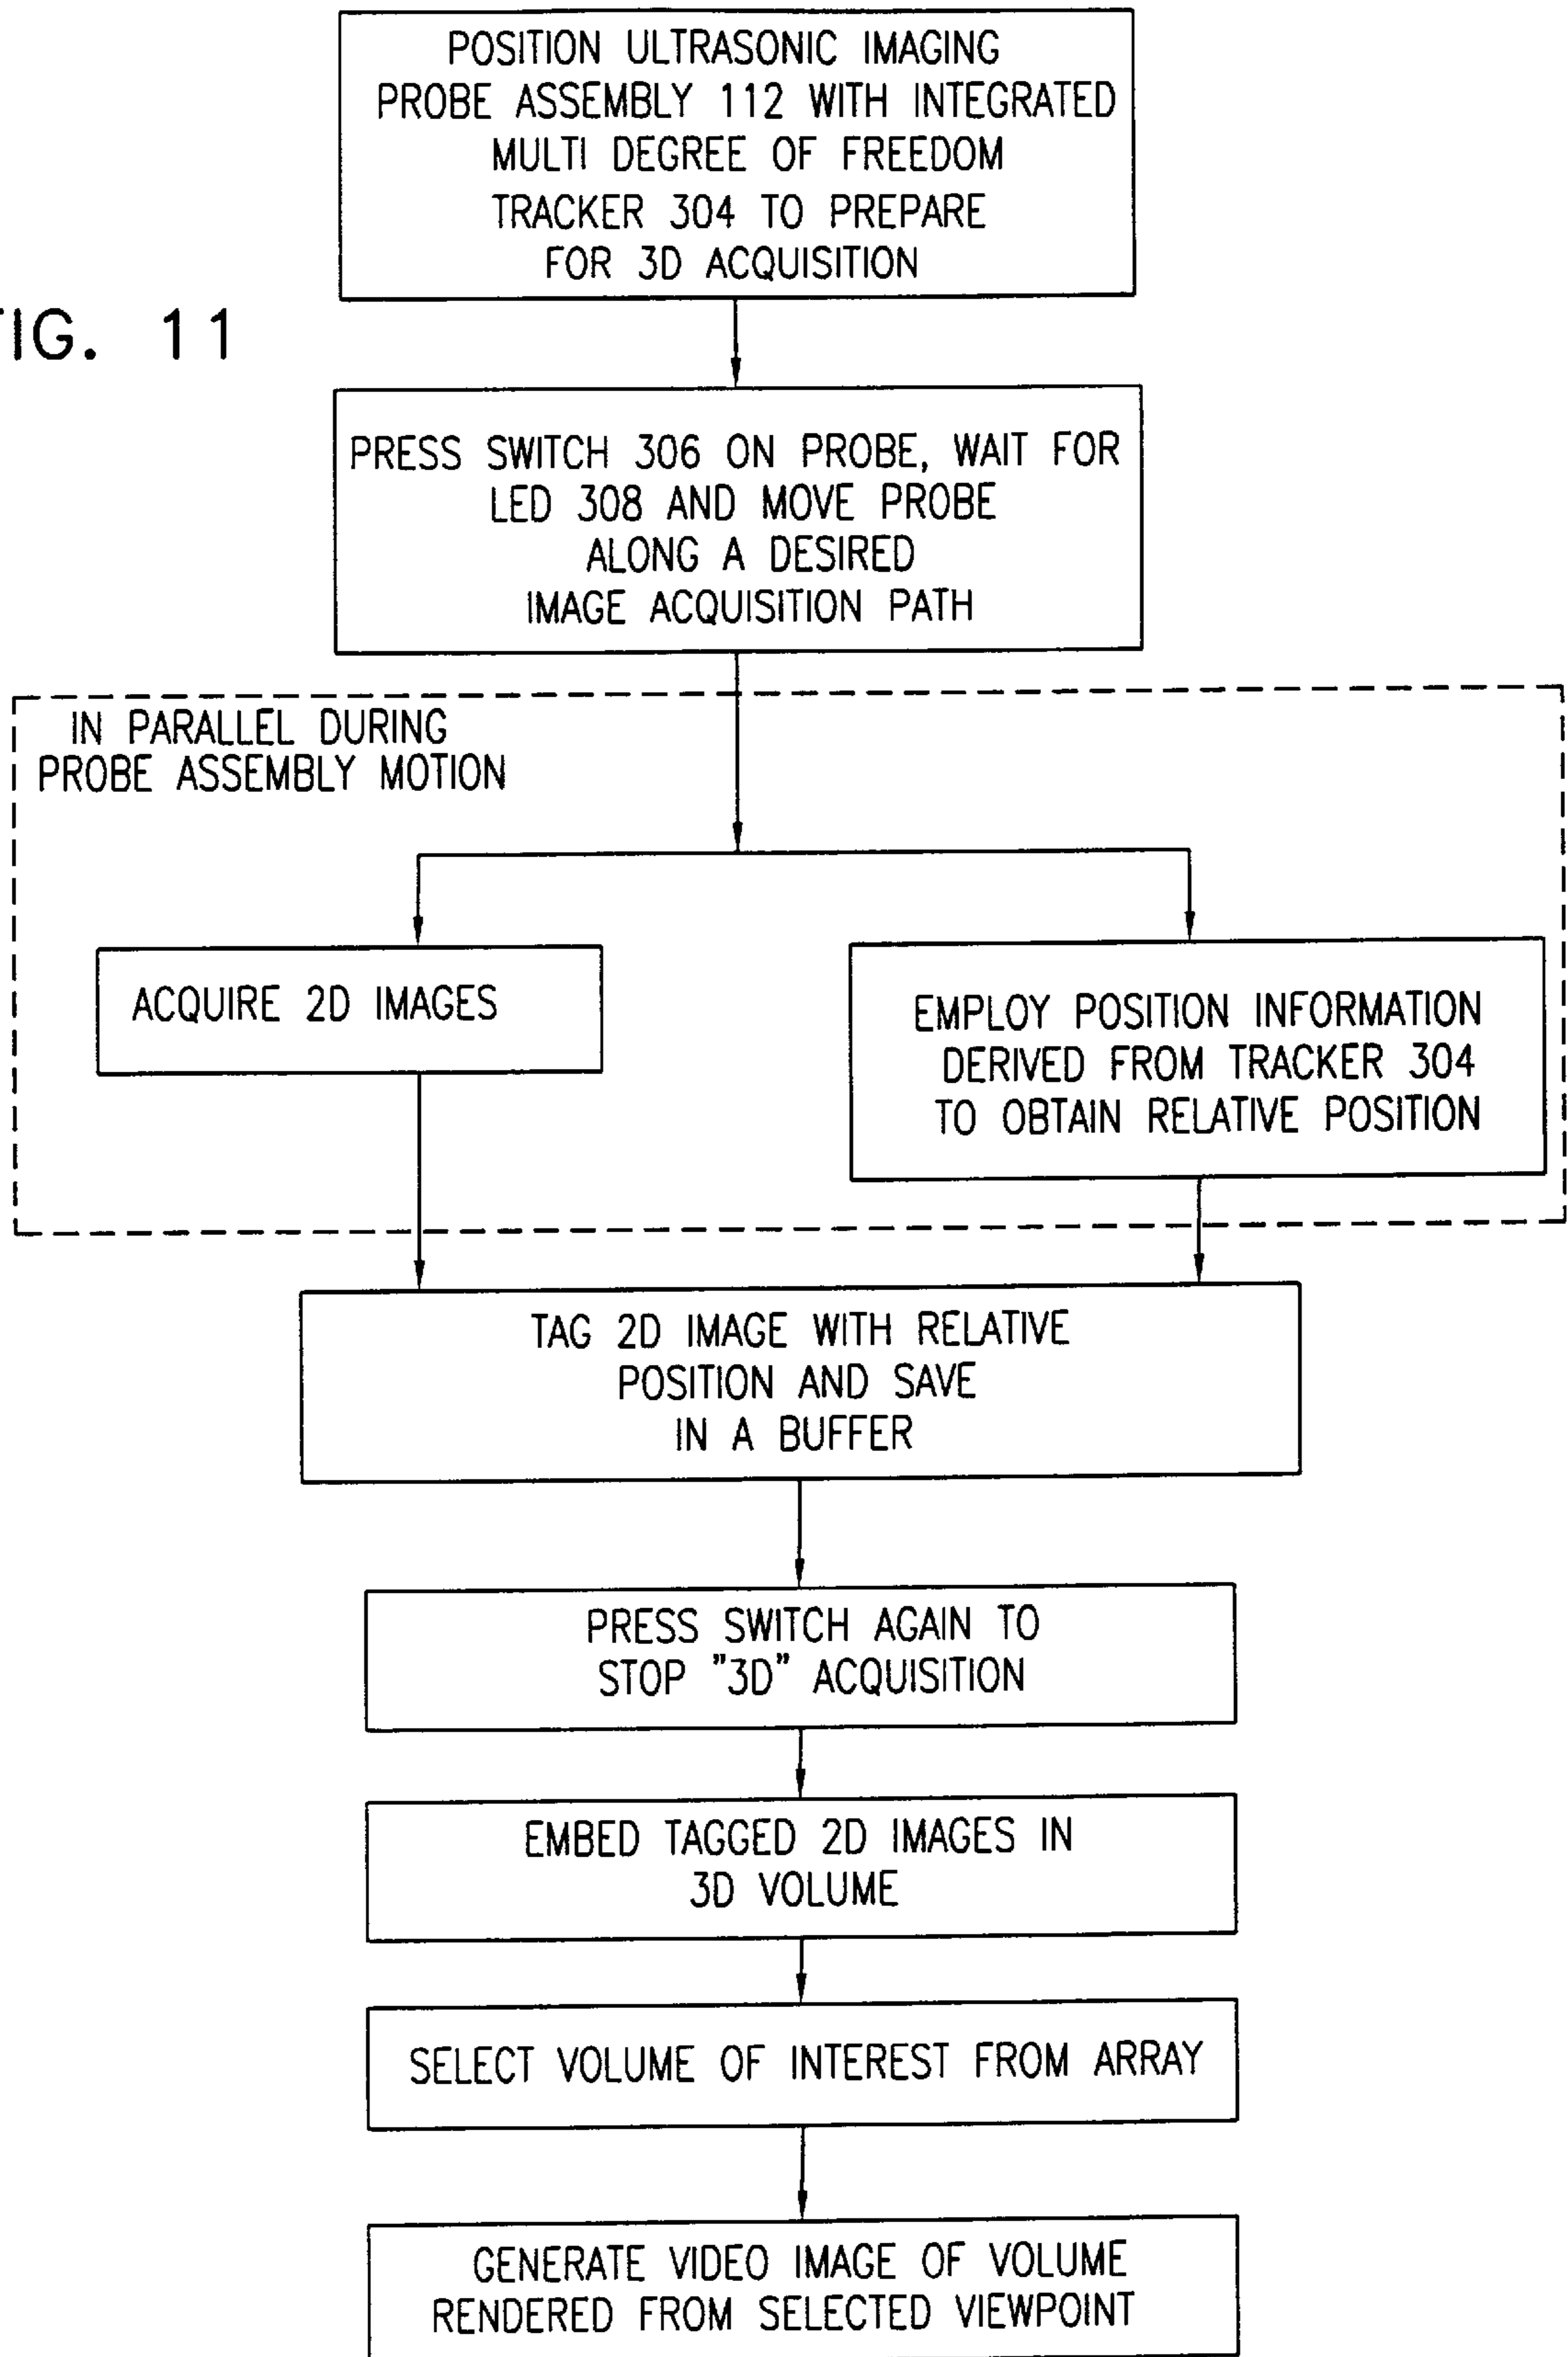 POSITION ULTRASONIC IMAGING
PROBE ASSEMBLY 112 WITH INTEGRATED
MULTI DEGREE OF FREEDOM
TRACKER 304 TO PREPARE
FOR 3D ACQUISITION
IG. 11
PRESS SWITCH 306 ON PROBE, WAIT FOR
LED 308 AND MOVE PROBE
ALONG A DESIRED
IMAGE ACQUISITION PATH
IN PARALLEL DURING
PROBE ASSEMBLY MOTION
ACQUIRE 2D IMAGES
EMPLOY POSITION INFORMATION
DERIVED FROM TRACKER 304
TO OBTAIN RELATIVE POSITION
TAG 2D IMAGE WITH RELATIVE
POSITION AND SAVE
IN A BUFFER
PRESS SWITCH AGAIN TO
STOP "3D" ACQUISITION
EMBED TAGGED 2D IMAGES IN
3D VOLUME
SELECT VOLUME OF INTEREST FROM ARRAY
GENERATE VIDEO IMAGE OF VOLUME
RENDERED FROM SELECTED VIEWPOINT